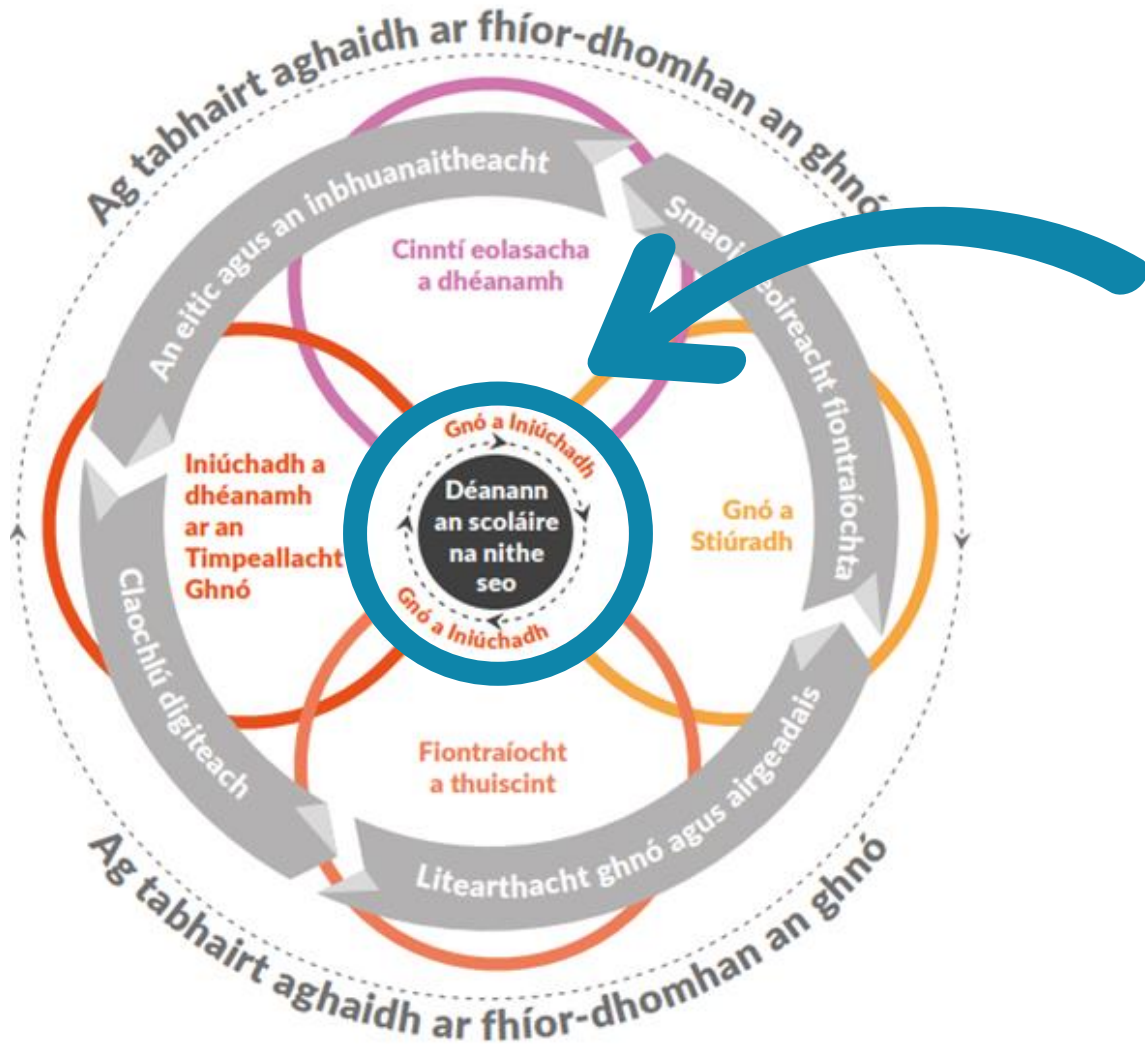 Ag tabhairt aghaidh ar fhíor-dhomhan an ghnó
An eitic agus an inbhuanaitheacht
fiontraíochta
Cinntí eolasacha
a dhéanamh
Iniúchadh a
dhéanamh
ar an
Timpeallacht
Ghnó
Gnó a Iniúchadh
Déanann
an scoláire
na nithe
seo
Gnó a Iniúchadh
Gnó a
Stiúradh
Claochlú digiteach
Fiontraíocht
a thuiscint
Litearthacht ghnó agus airgeadais
Ag tabhairt aghaidh ar fhíor-dhomhan an ghnó